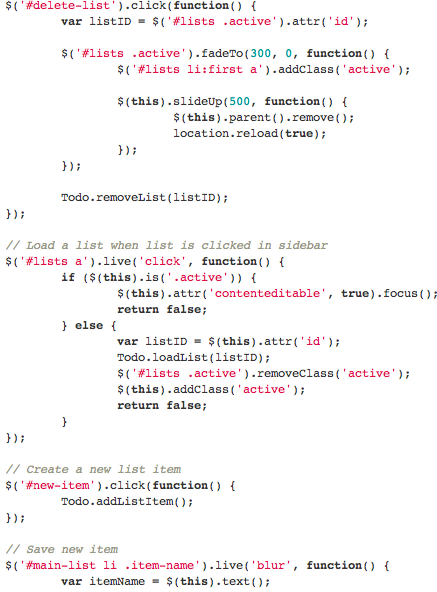 $('#delete-list').click(function() {
var listID = $('#lists .active').attr('id');
$('#lists .active').fadeTo(300, 0, function() {
$('#lists li:first a').addClass('active');
$(this).slideUp(500, function() {
$(this).parent().remove();
location.reload(true);
});
});
Todo.removeList(listID);
});
// Load a list when list is clicked in sidebar
$('#lists a').live('click', function() {
if ($(this).is('.active')) {
$(this).attr('contenteditable', true).focus();
return false;
} else {
var listID = $(this).attr('id');
Todo.loadList(listID);
$('#lists .active').removeClass('active');
$(this).addClass('active');
return false;
}
});
// Create a new list item
$('#new-item').click(function() {
Todo.addListItem();
});
// Save new item
$('#main-list li .item-name').live('blur', function() {
var itemName = $(this).text();